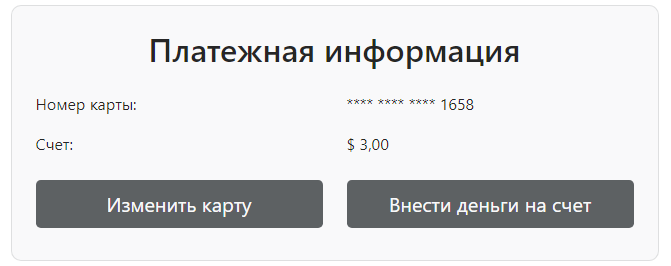 Платежная информация
Номер карты: **** **** **** 1658
Счет: $ 3,00
Изменить карту Внести деньги на счет